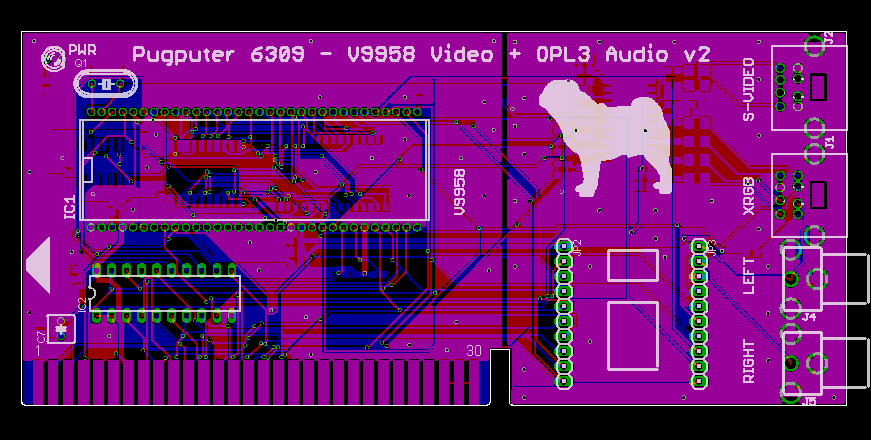 PWR
Pugputer 6309 - V9958 Video + OPL3 Audio v2
Q1
J2
S-VIDEO
J1
IC1
V9958
XRGB
JP2
JP3
LEFT
IC2
J4
C7
1
30
RIGHT
J5